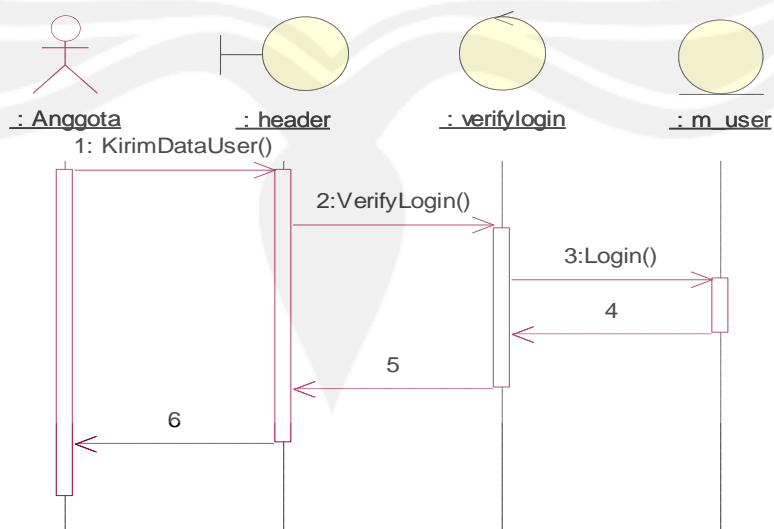 : Anggota
: header
: verifylogin
: m_user
1: KirimDataUser()
2:VerifyLogin()
3:Login()
4
5
6